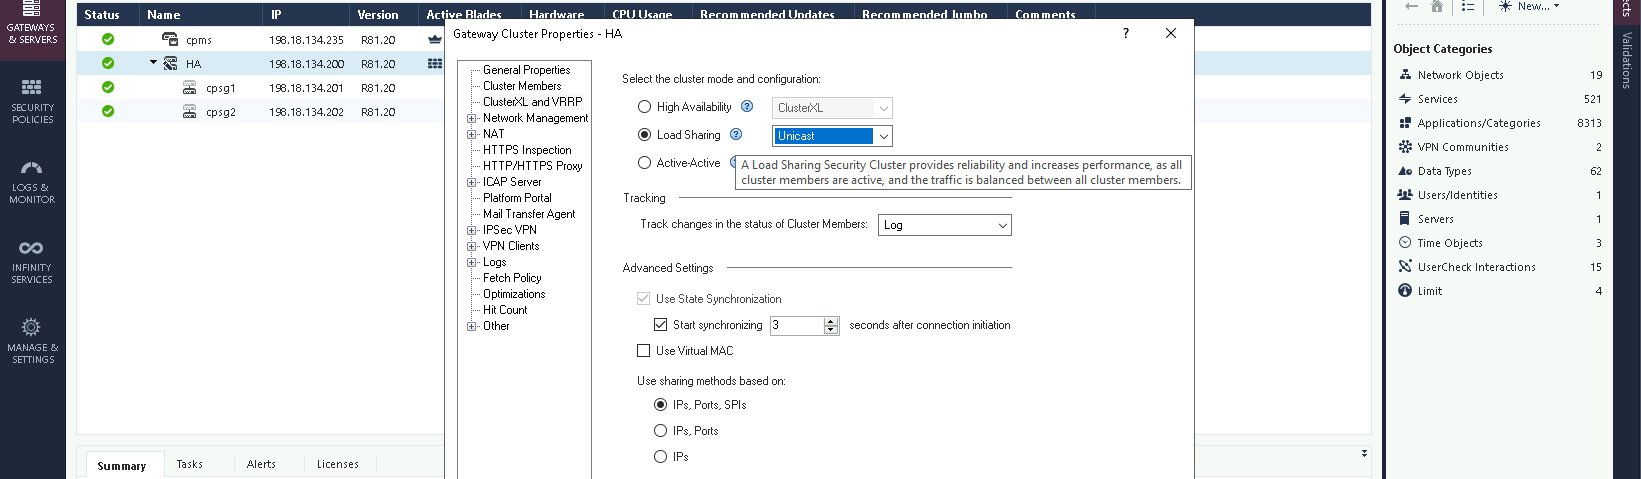 GATEWAYS
& SERVERS
SECURITY
POLICIES
LOGS &
MONITOR
INFINITY
SERVICES
MANAGE &
SETTINGS
Status Name IP Version Active Blades Hardware CPU Usage Recommended Updates Recommended Jumbo Comments
cpms 198.18.134.235 R81.20
HA 198.18.134.200 R81.20
cpsg1 198.18.134.201 R81.20
cpsg2 198.18.134.202 R81.20
Summary Tasks Alerts Licenses
Gateway Cluster Properties - HA ?
General Properties
Cluster Members
ClusterXL and VRRP
Network Management
NAT
HTTPS Inspection
HTTP/HTTPS Proxy
ICAP Server
Platform Portal
Mail Transfer Agent
IPSec VPN
VPN Clients
Logs
Fetch Policy
Optimizations
Hit Count
Other
Select the cluster mode and configuration:
High Availability ? ClusterXL
Load Sharing ? Unicast
Active-Active
A Load Sharing Security Cluster provides reliability and increases performance, as all
cluster members are active, and the traffic is balanced between all cluster members.
Tracking
Track changes in the status of Cluster Members: Log
Advanced Settings
Use State Synchronization
Start synchronizing 3 seconds after connection initiation
Use Virtual MAC
Use sharing methods based on:
IPs, Ports, SPIs
IPs, Ports
IPs
New...
Object Categories
Network Objects 19
Services 521
Applications/Categories 8313
VPN Communities 2
Data Types 62
Users/Identities 1
Servers 1
Time Objects 3
UserCheck Interactions 15
Limit 4
Validations